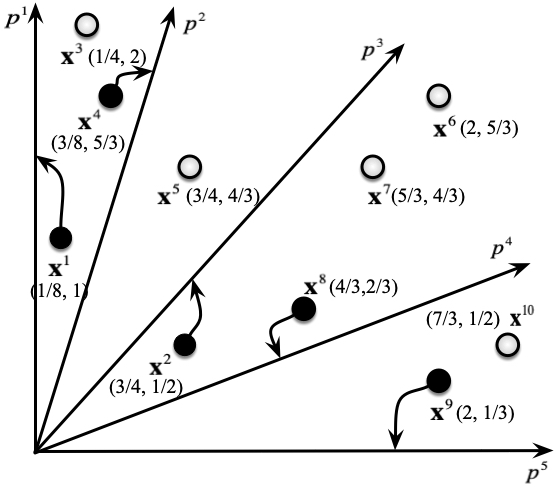 p¹
p²
x³ (1/4, 2)
p³
x⁴
(3/8, 5/3)
x⁶ (2, 5/3)
x⁵ (3/4, 4/3)
x⁷ (5/3, 4/3)
p⁴
x¹
(1/8, 1)
x⁸ (4/3,2/3)
(7/3, 1/2) x¹⁰
x²
(3/4, 1/2)
x⁹ (2, 1/3)
p⁵